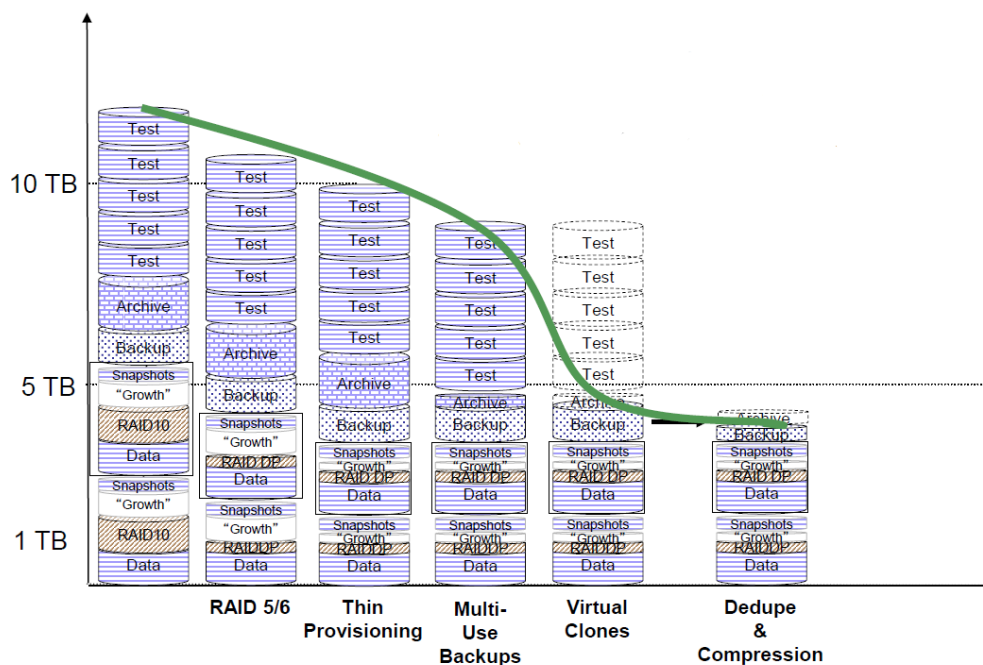 10 TB
5 TB
1 TB
Test
Test
Test
Test
Test
Archive
Backup
Snapshots
“Growth”
RAID10
Data
Snapshots
“Growth”
RAID10
Data
Test
Test
Test
Test
Test
Archive
Backup
Snapshots
“Growth”
RAID DP
Data
Snapshots
“Growth”
RAIDDP
Data
RAID 5/6
Test
Test
Test
Test
Test
Archive
Backup
Snapshots
“Growth”
RAID DP
Data
Snapshots
“Growth”
RAIDDP
Data
Thin
Provisioning
Test
Test
Test
Test
Test
Archive
Backup
Snapshots
“Growth”
RAID DP
Data
Snapshots
“Growth”
RAIDDP
Data
Multi-
Use
Backups
Test
Test
Test
Test
Test
Archive
Backup
Snapshots
“Growth”
RAID DP
Data
Snapshots
“Growth”
RAIDDP
Data
Virtual
Clones
Archive
Backup
Snapshots
“Growth”
RAID DP
Data
Snapshots
“Growth”
RAIDDP
Data
Dedupe
&
Compression